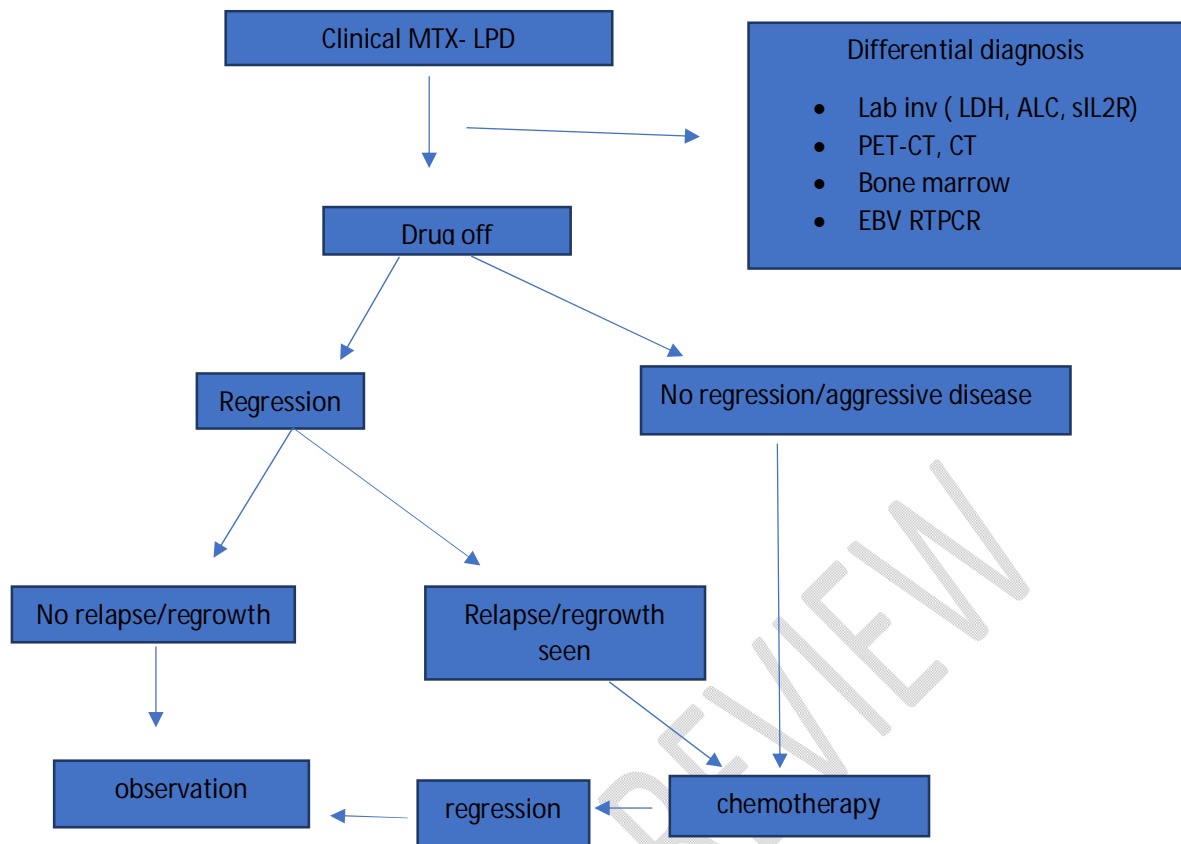 Clinical MTX- LPD
Differential diagnosis
• Lab inv ( LDH, ALC, sIL2R)
• PET-CT, CT
• Bone marrow
• EBV RTPCR
Drug off
Regression
No regression/aggressive disease
No relapse/regrowth
Relapse/regrowth
seen
observation
regression
chemotherapy
REVIEW